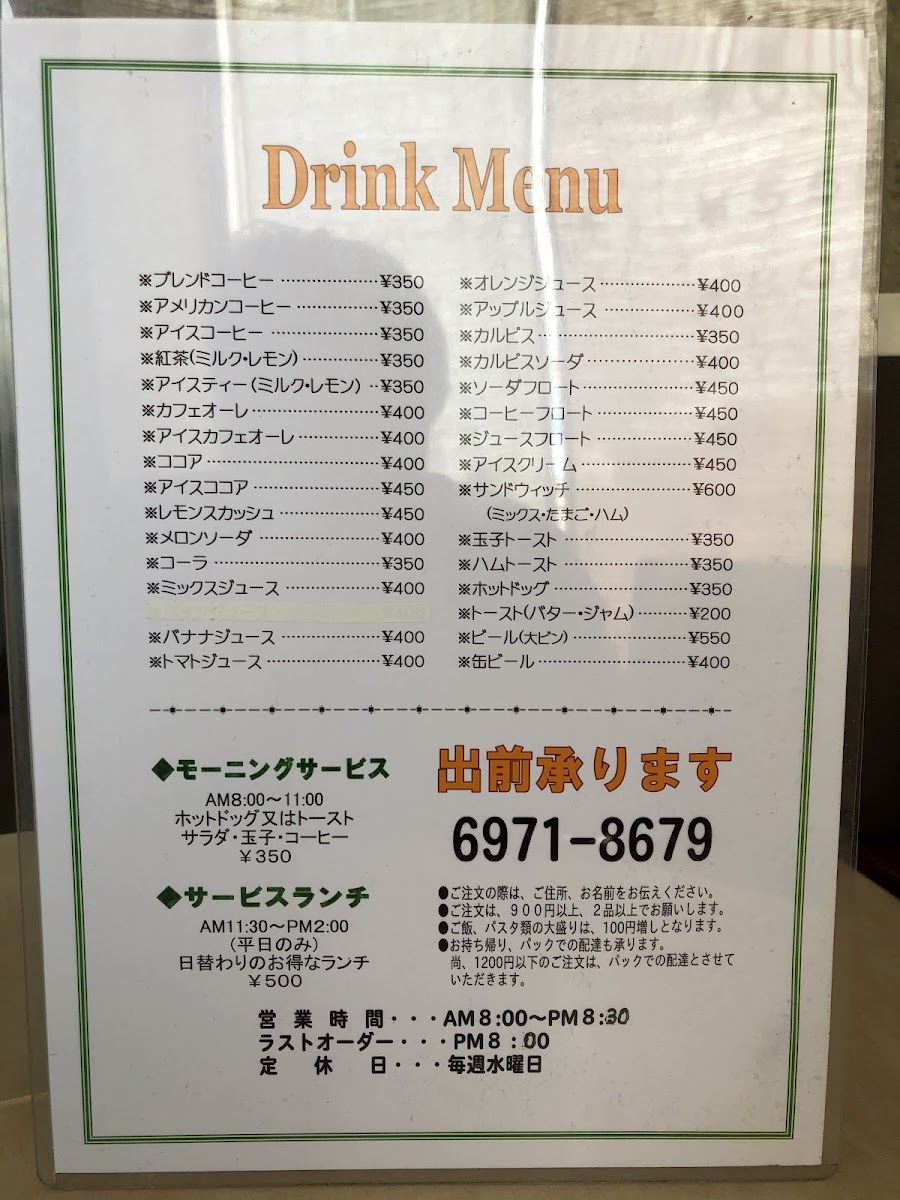 Drink Menu
※ブレンドコーヒー …………………¥350
※アメリカンコーヒー ………………¥350
※アイスコーヒー …………………¥350
※紅茶(ミルク・レモン)……………¥350
※アイスティー(ミルク・レモン) …¥350
※カフェオーレ……………………¥400
※アイスカフェオーレ ……………¥400
※ココア……………………………¥400
※アイスココア……………………¥450
※レモンスカッシュ ………………¥450
※メロンソーダ ……………………¥400
※コーラ……………………………¥350
※ミックスジュース ………………¥400
※バナナジュース …………………¥400
※トマトジュース …………………¥400
※オレンジジュース ………………¥400
※アップルジュース ………………¥400
※カルピス…………………………¥350
※カルピスソーダ …………………¥400
※ソーダフロート…………………¥450
※コーヒーフロート ………………¥450
※ジュースフロート ………………¥450
※アイスクリーム…………………¥450
※サンドウィッチ …………………¥600
(ミックス・たまご・ハム)
※玉子トースト ……………………¥350
※ハムトースト ……………………¥350
※ホットドッグ ……………………¥350
※トースト(バター・ジャム)………¥200
※ビール(大ビン)…………………¥550
※缶ビール…………………………¥400
◆モーニングサービス
AM8:00〜11:00
ホットドッグ又はトースト
サラダ・玉子・コーヒー
¥350
◆サービスランチ
AM11:30〜PM2:00
(平日のみ)
日替わりのお得なランチ
¥500
出前承ります
6971-8679
●ご注文の際は、ご住所、お名前をお伝えください。
●ご注文は、900円以上、2品以上でお願いします。
●ご飯、パスタ類の大盛りは、100円増しとなります。
●お持ち帰り、パックでの配達も承ります。
尚、1200円以下のご注文は、パックでの配達とさせて
いただきます。
営業時間・・・AM8:00〜PM8:30
ラストオーダー・・・PM8:00
定休日・・・毎週水曜日